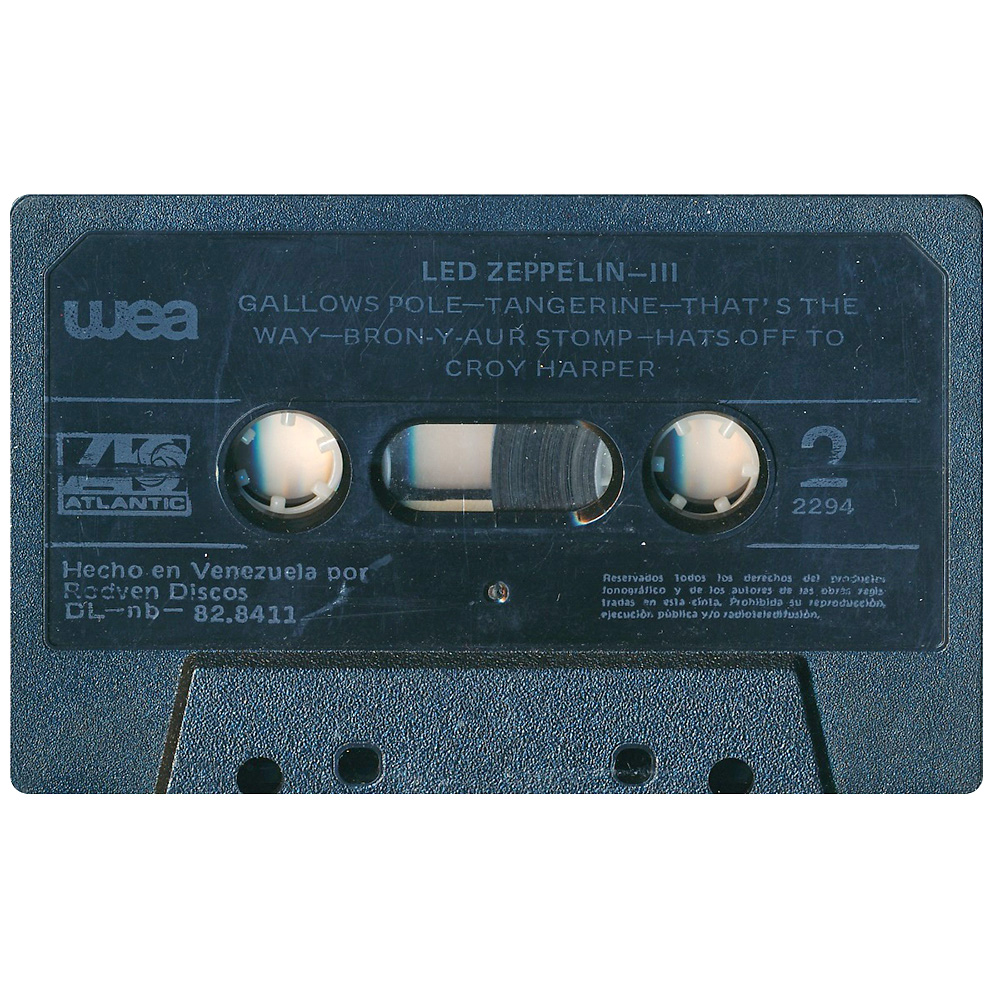 LED ZEPPELIN—III
GALLOWS POLE—TANGERINE—THAT'S THE
WAY—BRON-Y-AUR STOMP—HATS OFF TO
CROY HARPER
wea
ATLANTIC
2
2294
Hecho en Venezuela por
Rodven Discos
DL—nb— 82.8411
Reservados todos los derechos del productor
fonográfico y de los autores de las obras regis
tradas en esta cinta. Prohibida su reproducción,
ejecución pública y/o radioteledifusión.